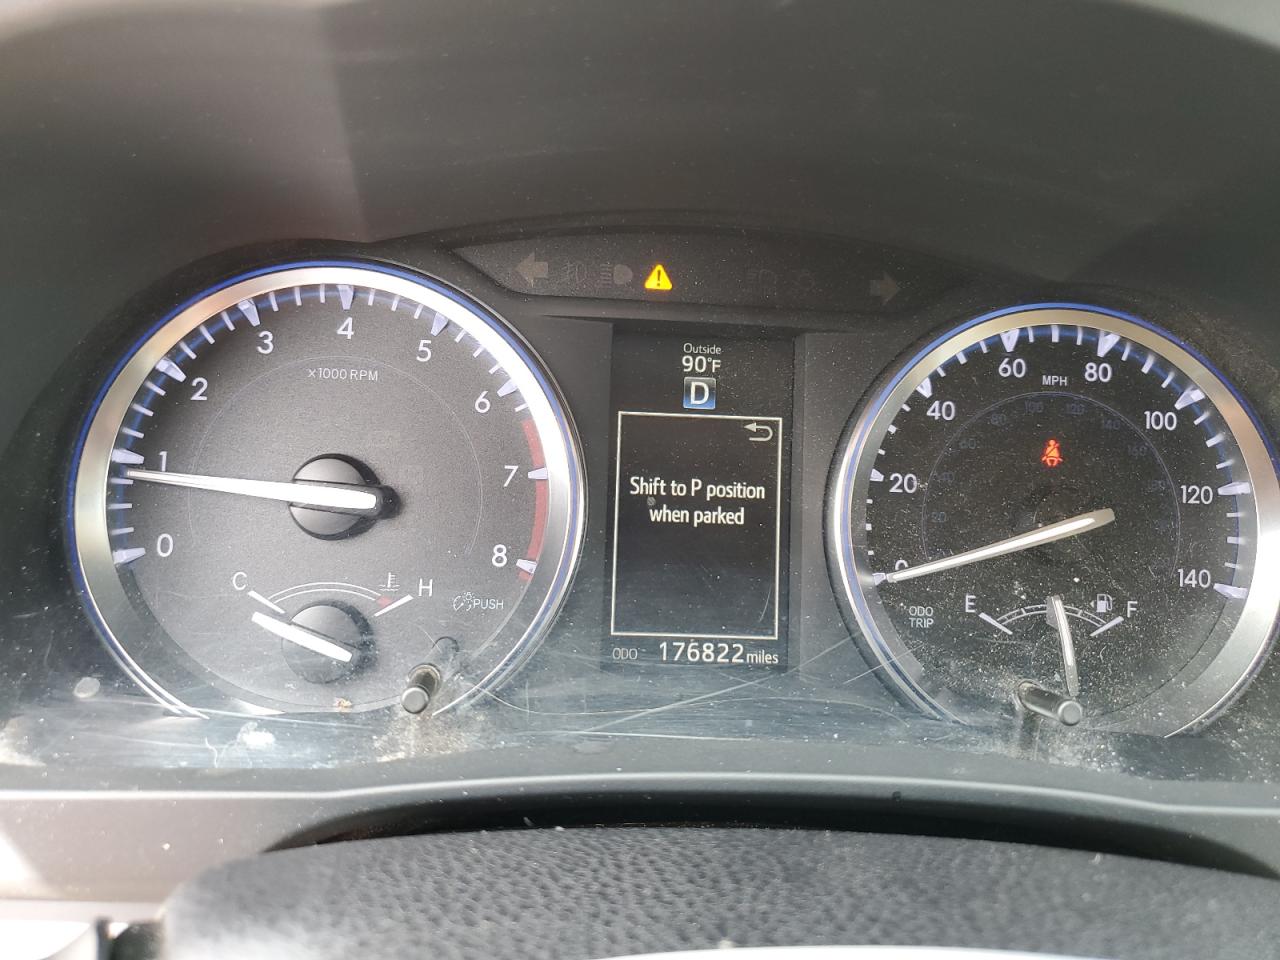 0
1
2
3
4
5
6
7
8
x1000 RPM
C
H
PUSH
Outside
90°F
D
Shift to P position
when parked
ODO 176822 miles
0
20
40
60
80
100
120
140
MPH
ODO
TRIP
E
F